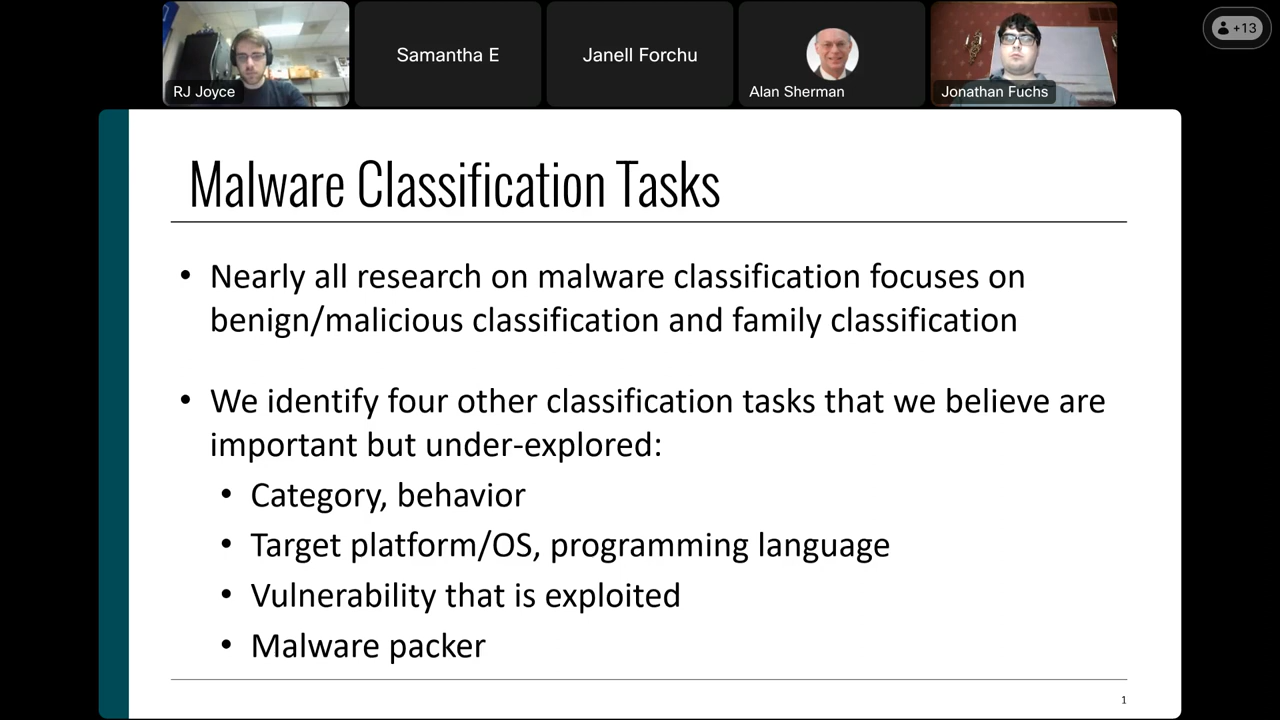 RJ Joyce
Samantha E
Janell Forchu
Alan Sherman
Jonathan Fuchs
+13
Malware Classification Tasks
• Nearly all research on malware classification focuses on
benign/malicious classification and family classification
• We identify four other classification tasks that we believe are
important but under-explored:
• Category, behavior
• Target platform/OS, programming language
• Vulnerability that is exploited
• Malware packer
1